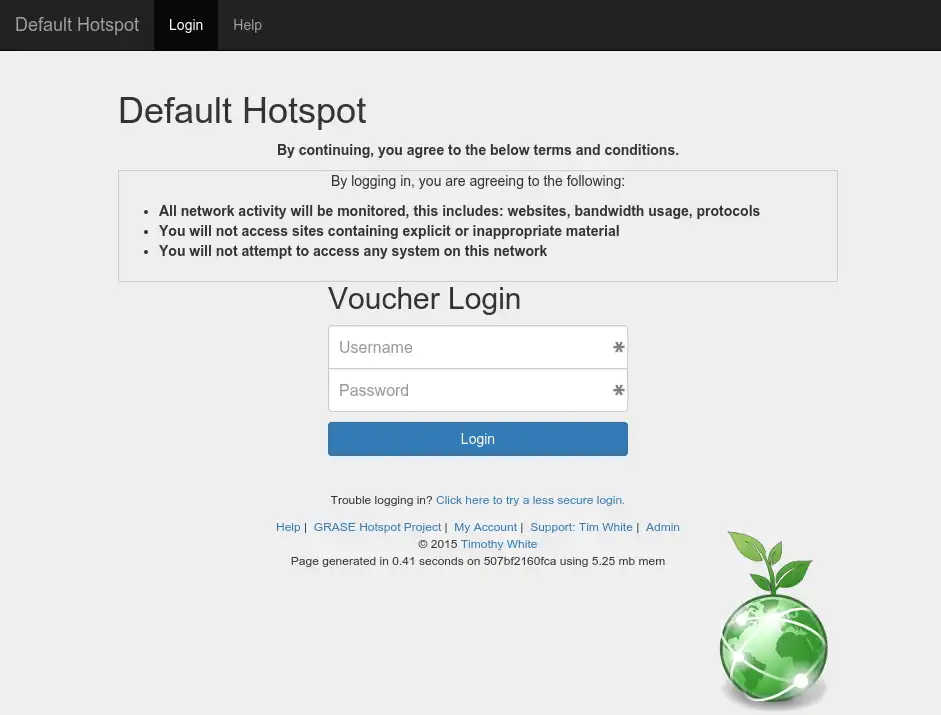 Default Hotspot Login Help
Default Hotspot
By continuing, you agree to the below terms and conditions.
By logging in, you are agreeing to the following:
• All network activity will be monitored, this includes: websites, bandwidth usage, protocols
• You will not access sites containing explicit or inappropriate material
• You will not attempt to access any system on this network
Voucher Login
Username *
Password *
Login
Trouble logging in? Click here to try a less secure login.
Help | GRASE Hotspot Project | My Account | Support: Tim White | Admin
© 2015 Timothy White
Page generated in 0.41 seconds on 507bf2160fca using 5.25 mb mem